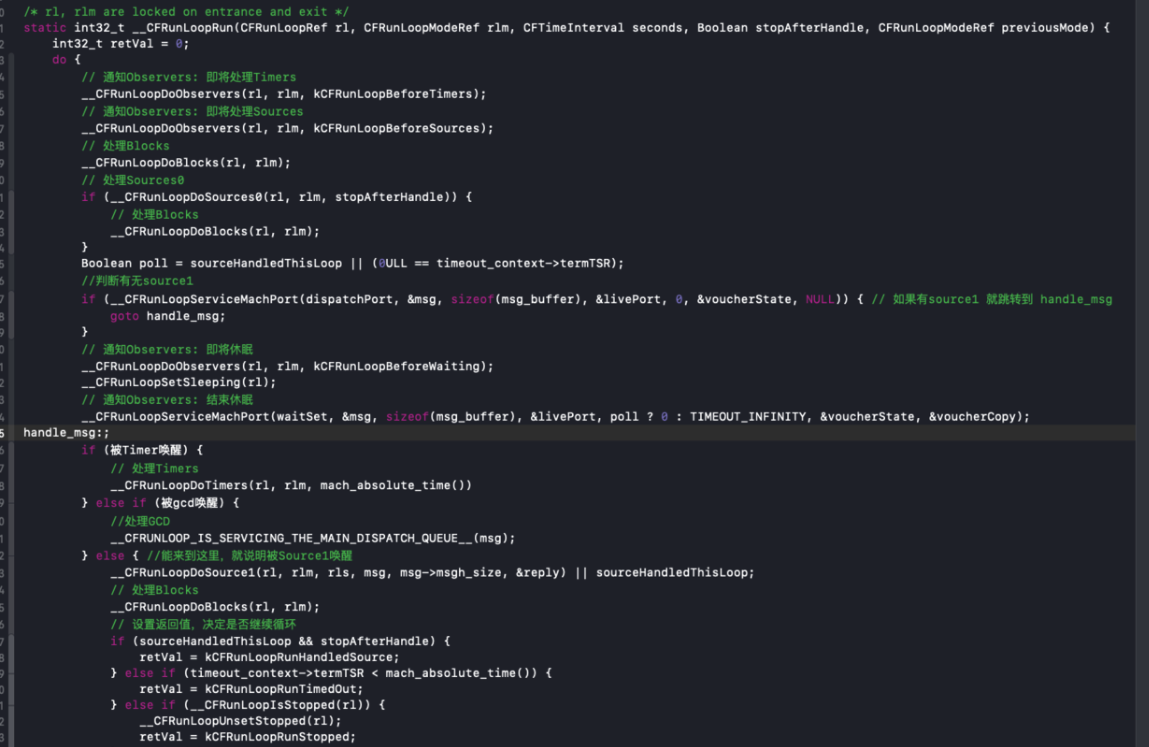 /* rl, rlm are locked on entrance and exit */
static int32_t __CFRunLoopRun(CFRunLoopRef rl, CFRunLoopModeRef rlm, CFTimeInterval seconds, Boolean stopAfterHandle, CFRunLoopModeRef previousMode) {
    int32_t retVal = 0;
    do {
        // 通知Observers: 即将处理Timers
        __CFRunLoopDoObservers(rl, rlm, kCFRunLoopBeforeTimers);
        // 通知Observers: 即将处理Sources
        __CFRunLoopDoObservers(rl, rlm, kCFRunLoopBeforeSources);
        // 处理Blocks
        __CFRunLoopDoBlocks(rl, rlm);
        // 处理Sources0
        if (__CFRunLoopDoSources0(rl, rlm, stopAfterHandle)) {
            // 处理Blocks
            __CFRunLoopDoBlocks(rl, rlm);
        }
        Boolean poll = sourceHandledThisLoop || (0ULL == timeout_context->termTSR);
        //判断有无source1
        if (__CFRunLoopServiceMachPort(dispatchPort, &msg, sizeof(msg_buffer), &livePort, 0, &voucherState, NULL)) { // 如果有source1 就跳转到 handle_msg
            goto handle_msg;
        }
        // 通知Observers: 即将休眠
        __CFRunLoopDoObservers(rl, rlm, kCFRunLoopBeforeWaiting);
        __CFRunLoopSetSleeping(rl);
        // 通知Observers: 结束休眠
        __CFRunLoopServiceMachPort(waitSet, &msg, sizeof(msg_buffer), &livePort, poll ? 0 : TIMEOUT_INFINITY, &voucherState, &voucherCopy);
handle_msg:;
        if (被Timer唤醒) {
            // 处理Timers
            __CFRunLoopDoTimers(rl, rlm, mach_absolute_time())
        } else if (被gcd唤醒) {
            //处理GCD
            __CFRUNLOOP_IS_SERVICING_THE_MAIN_DISPATCH_QUEUE__(msg);
        } else { //能来到这里，就说明被Source1唤醒
            __CFRunLoopDoSource1(rl, rlm, rls, msg, msg->msgh_size, &reply) || sourceHandledThisLoop;
            // 处理Blocks
            __CFRunLoopDoBlocks(rl, rlm);
            // 设置返回值，决定是否继续循环
            if (sourceHandledThisLoop && stopAfterHandle) {
                retVal = kCFRunLoopRunHandledSource;
            } else if (timeout_context->termTSR < mach_absolute_time()) {
                retVal = kCFRunLoopRunTimedOut;
            } else if (__CFRunLoopIsStopped(rl)) {
                __CFRunLoopUnsetStopped(rl);
                retVal = kCFRunLoopRunStopped;